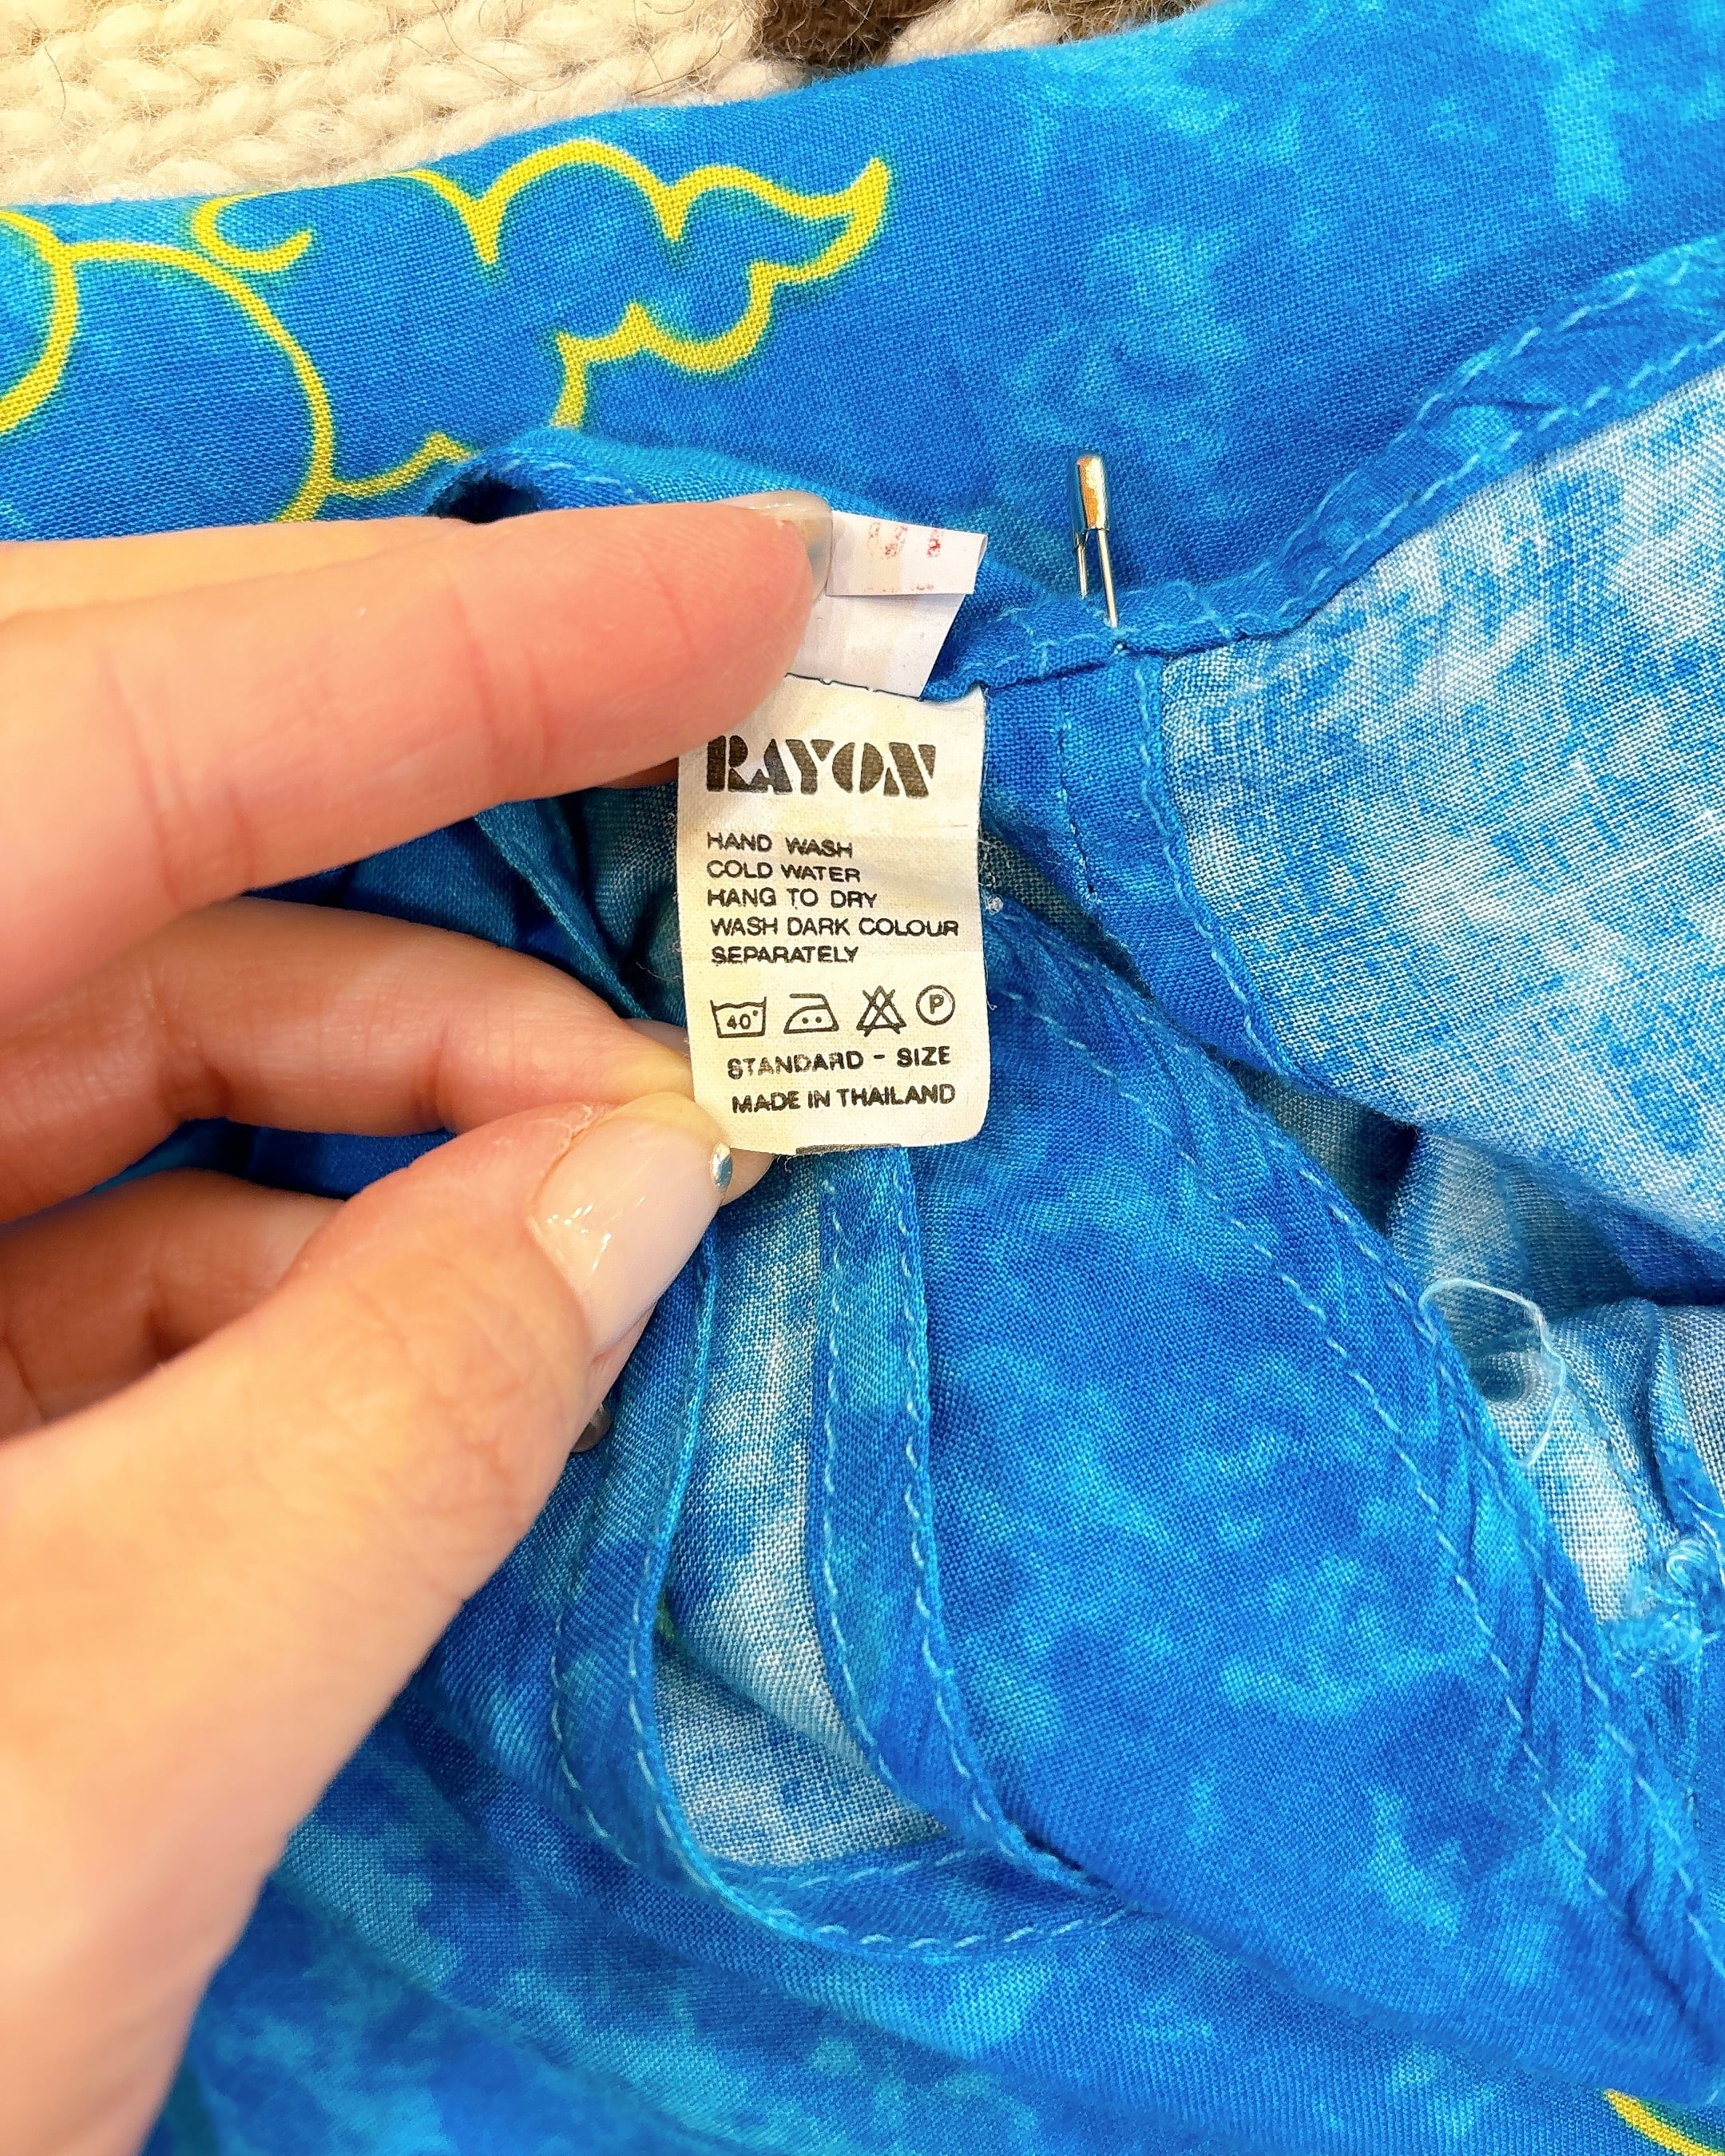 RAYON
HAND WASH
COLD WATER
HANG TO DRY
WASH DARK COLOUR
SEPARATELY
40° P
STANDARD - SIZE
MADE IN THAILAND